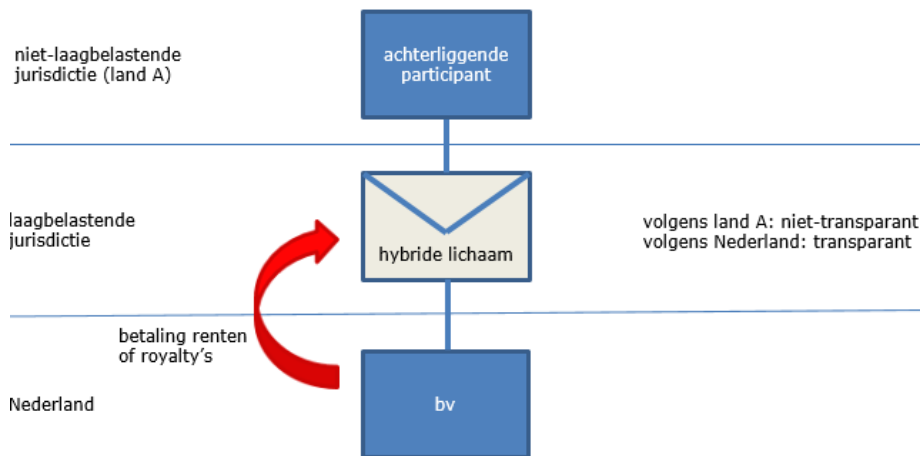 niet-laagbelastende
jurisdictie (land A)
achterliggende
participant
laagbelastende
jurisdictie
hybride lichaam
volgens land A: niet-transparant
volgens Nederland: transparant
betaling renten
of royalty's
Nederland
bv